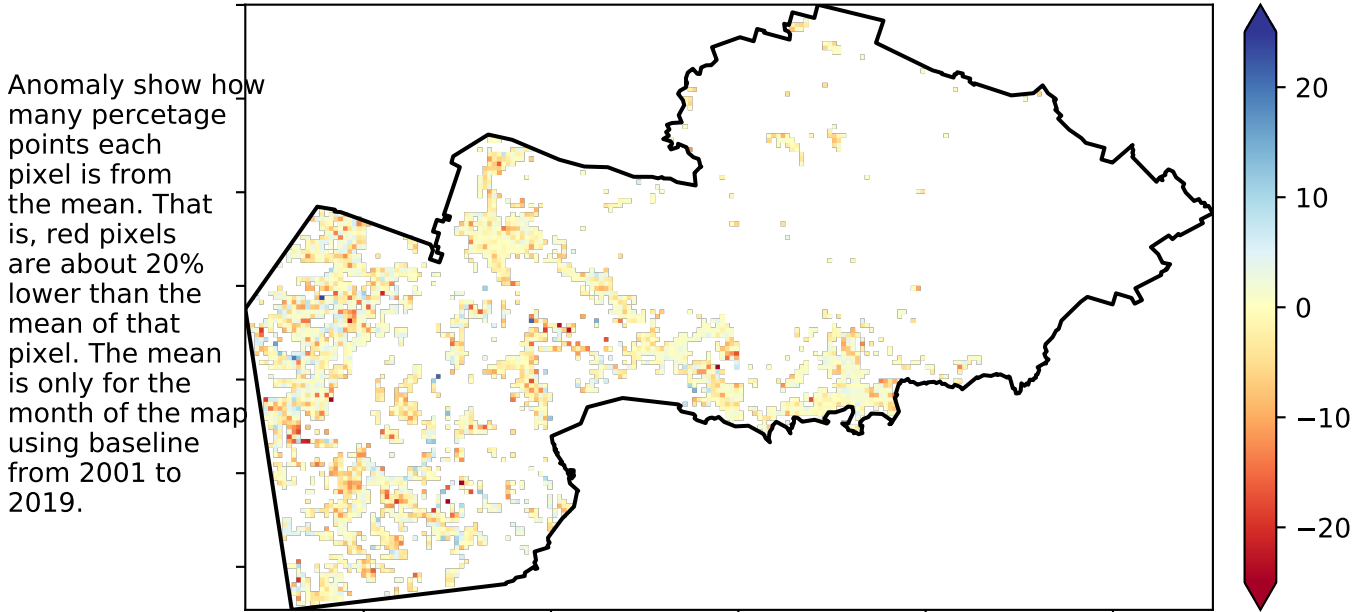 Anomaly show how
many percetage
points each
pixel is from
the mean. That
is, red pixels
are about 20%
lower than the
mean of that
pixel. The mean
is only for the
month of the map
using baseline
from 2001 to
2019.
20
10
0
−10
−20